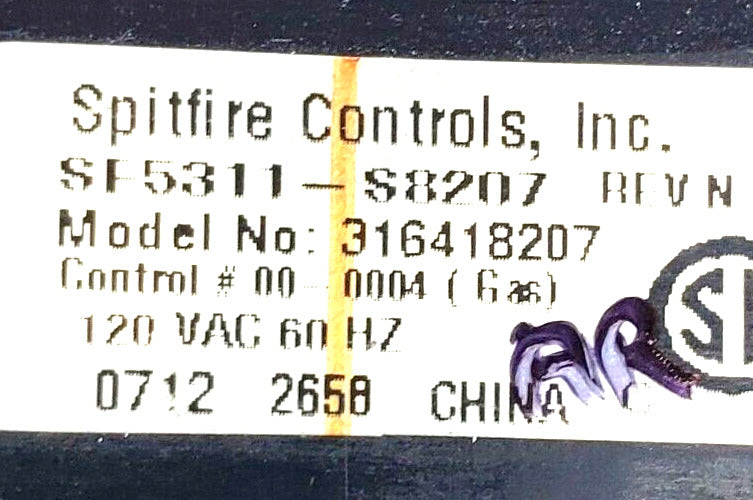 Spitfire Controls, Inc.
SF5311-S8207 REV N
Model No: 316418207
Control # 00-0004 (Gas)
120 VAC 60 HZ
0712 2658 CHINA